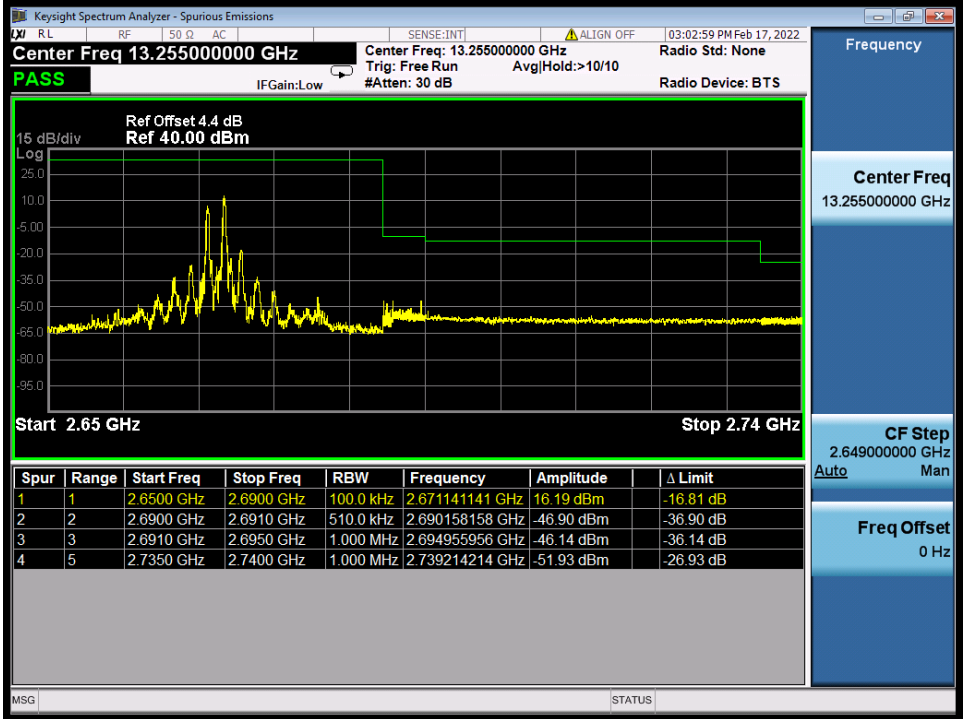 Keysight Spectrum Analyzer - Spurious Emissions
LXI RL RF 50 Ω AC SENSE:INT ALIGN OFF 03:02:59 PM Feb 17, 2022
Center Freq 13.255000000 GHz
Center Freq: 13.255000000 GHz
Radio Std: None
Trig: Free Run Avg|Hold:>10/10
PASS
IFGain:Low
#Atten: 30 dB
Radio Device: BTS
Ref Offset 4.4 dB
15 dB/div Ref 40.00 dBm
Log
25.0
10.0
-5.00
-20.0
-35.0
-50.0
-65.0
-80.0
-95.0
Start 2.65 GHz Stop 2.74 GHz
Spur Range Start Freq Stop Freq RBW Frequency Amplitude Δ Limit
1 1 2.6500 GHz 2.6900 GHz 100.0 kHz 2.671141141 GHz 16.19 dBm -16.81 dB
2 2 2.6900 GHz 2.6910 GHz 510.0 kHz 2.690158158 GHz -46.90 dBm -36.90 dB
3 3 2.6910 GHz 2.6950 GHz 1.000 MHz 2.694955956 GHz -46.14 dBm -36.14 dB
4 5 2.7350 GHz 2.7400 GHz 1.000 MHz 2.739214214 GHz -51.93 dBm -26.93 dB
MSG STATUS
Frequency
Center Freq
13.255000000 GHz
CF Step
2.649000000 GHz
Auto Man
Freq Offset
0 Hz